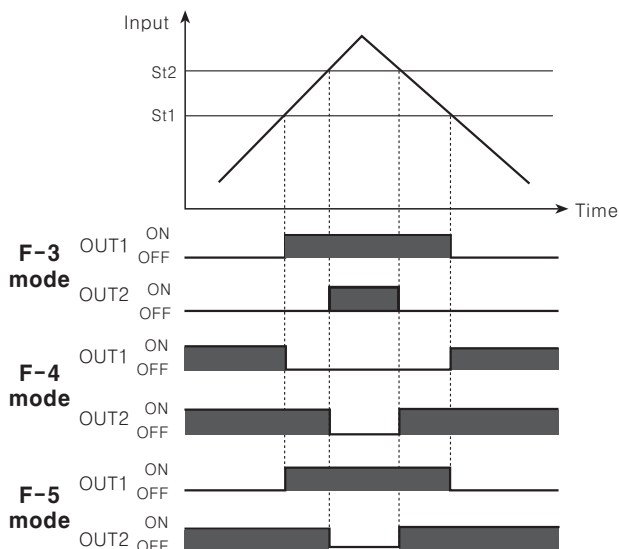 Input
St2
St1
Time
F-3 mode
OUT1 ON
OFF
OUT2 ON
OFF
F-4 mode
OUT1 ON
OFF
OUT2 ON
OFF
F-5 mode
OUT1 ON
OFF
OUT2 ON
OFF